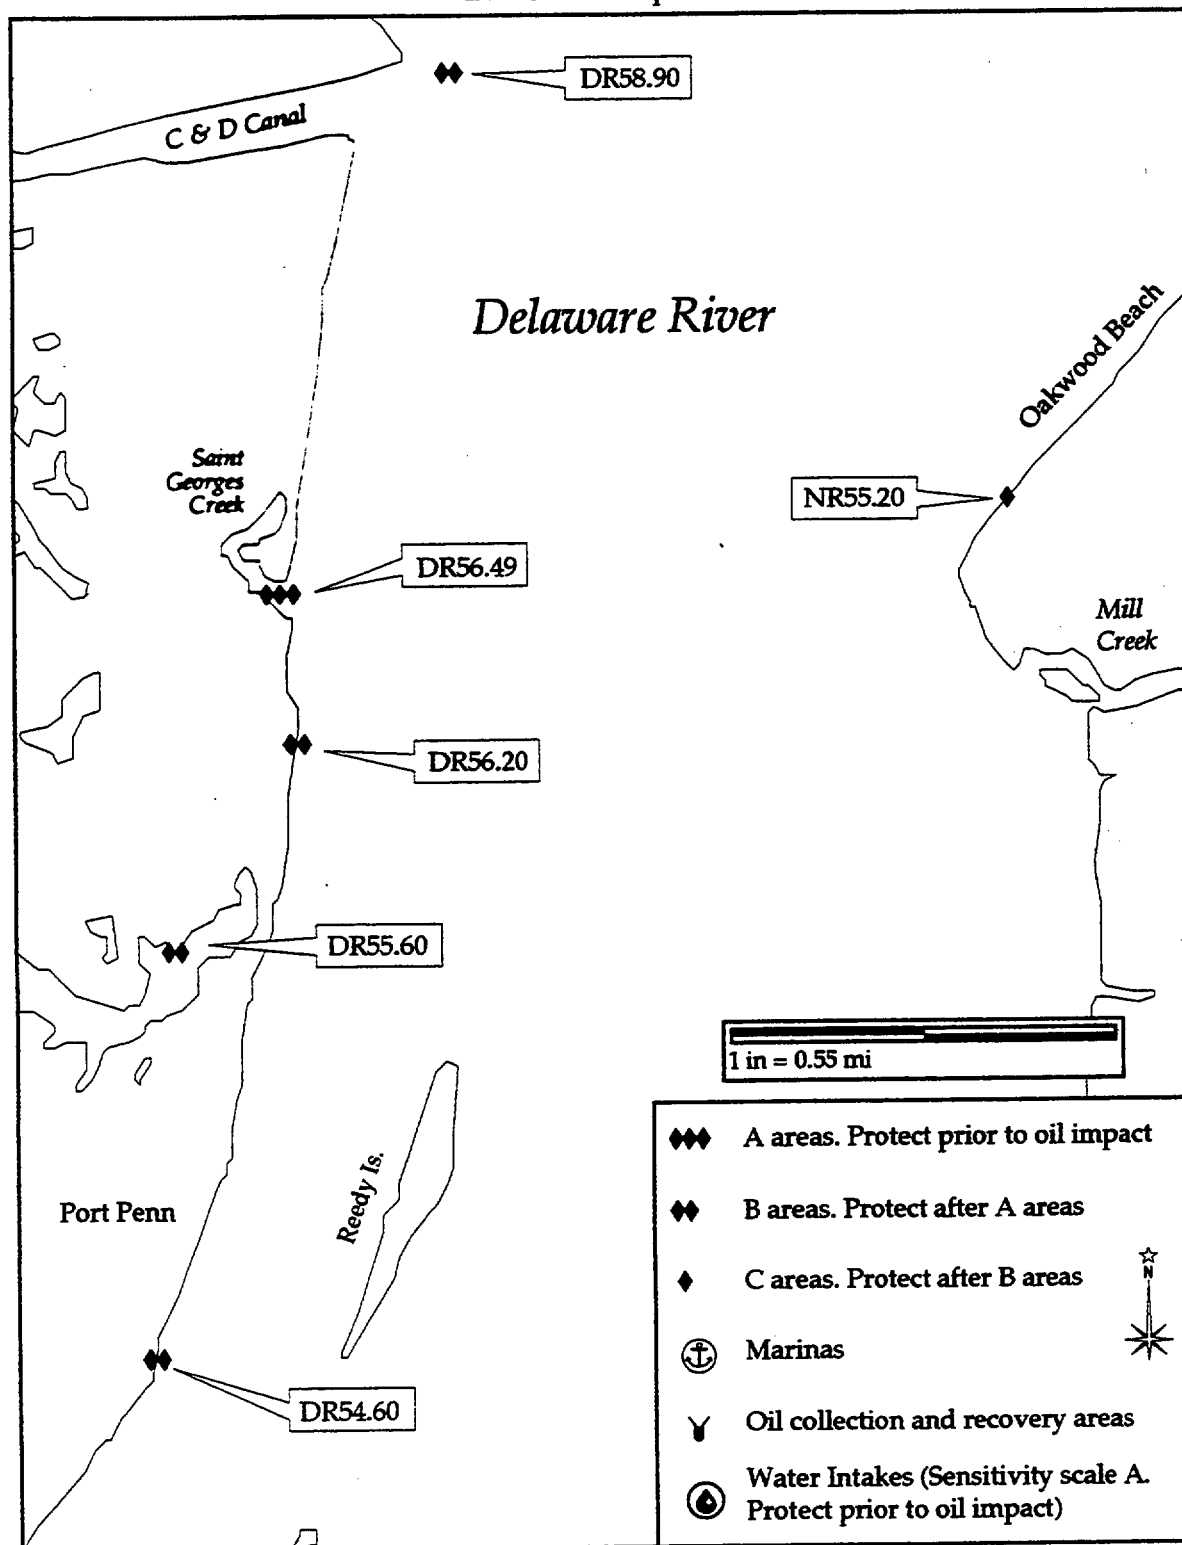 DR58.90
C & D Canal
Delaware River
Oakwood Beach
Saint
Georges
Creek
NR55.20
DR56.49
Mill
Creek
DR56.20
DR55.60
1 in = 0.55 mi
Reedy Is.
Port Penn
DR54.60
A areas. Protect prior to oil impact
B areas. Protect after A areas
C areas. Protect after B areas
N
Marinas
Oil collection and recovery areas
Water Intakes (Sensitivity scale A.
Protect prior to oil impact)